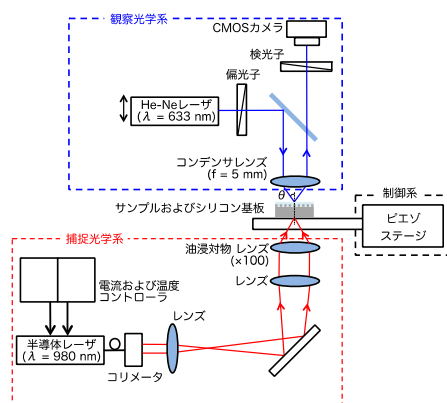 観察光学系
CMOSカメラ
検光子
偏光子
He-Neレーザ
(λ = 633 nm)
コンデンサレンズ
(f = 5 mm)
θ
サンプルおよびシリコン基板
制御系
ピエゾ
ステージ
捕捉光学系
油浸対物 レンズ
(×100)
レンズ
電流および温度
コントローラ
レンズ
半導体レーザ
(λ = 980 nm)
コリメータ